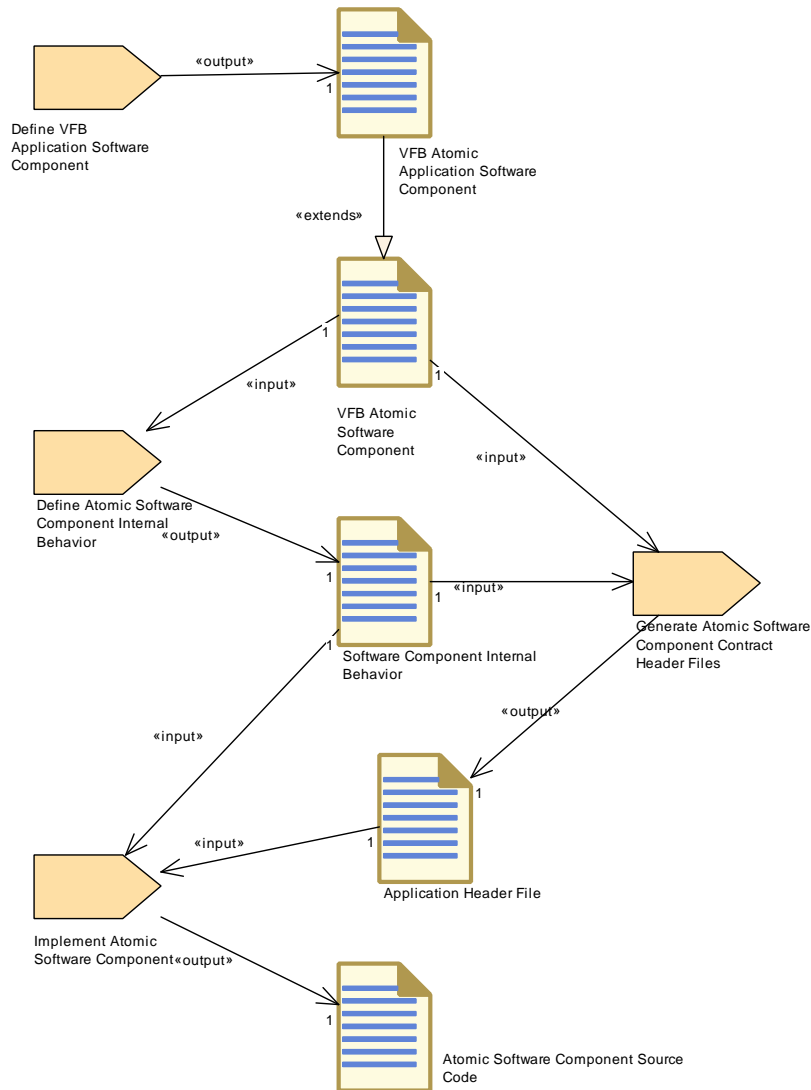 «output»
1
Define VFB
Application Software
Component
VFB Atomic
Application Software
Component
«extends»
1
1
«input»
VFB Atomic
Software
Component
«input»
Define Atomic Software
Component Internal
Behavior
«output»
1
1
«input»
1
Software Component Internal
Behavior
Generate Atomic Software
Component Contract
Header Files
«output»
«input»
1
«input»
1
Application Header File
Implement Atomic
Software Component
«output»
1
Atomic Software Component Source
Code